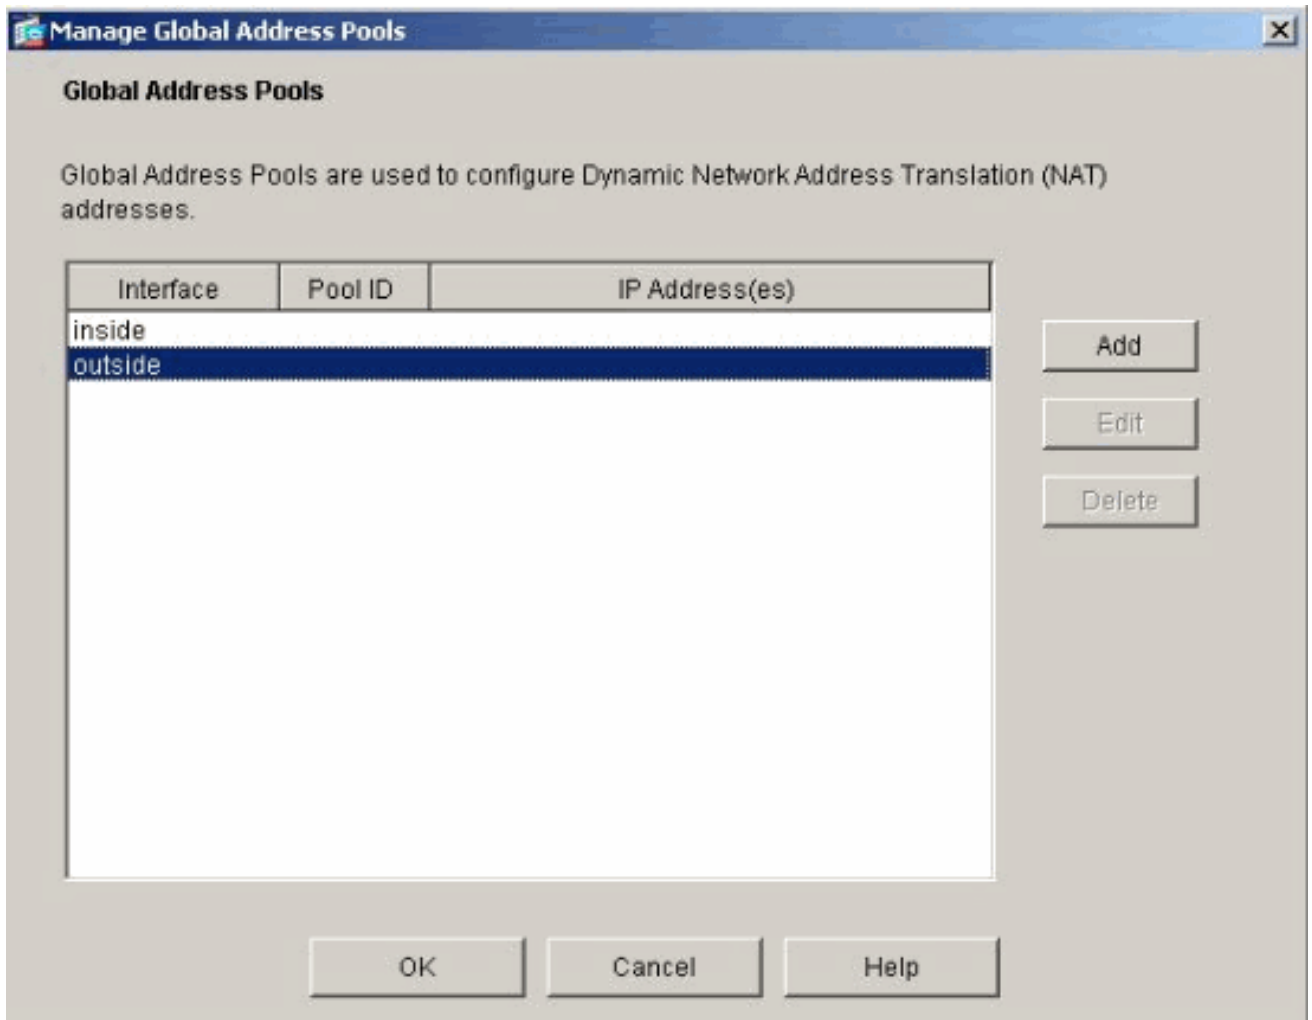 Manage Global Address Pools
Global Address Pools
Global Address Pools are used to configure Dynamic Network Address Translation (NAT)
addresses.
Interface Pool ID IP Address(es)
inside
outside
Add
Edit
Delete
OK Cancel Help